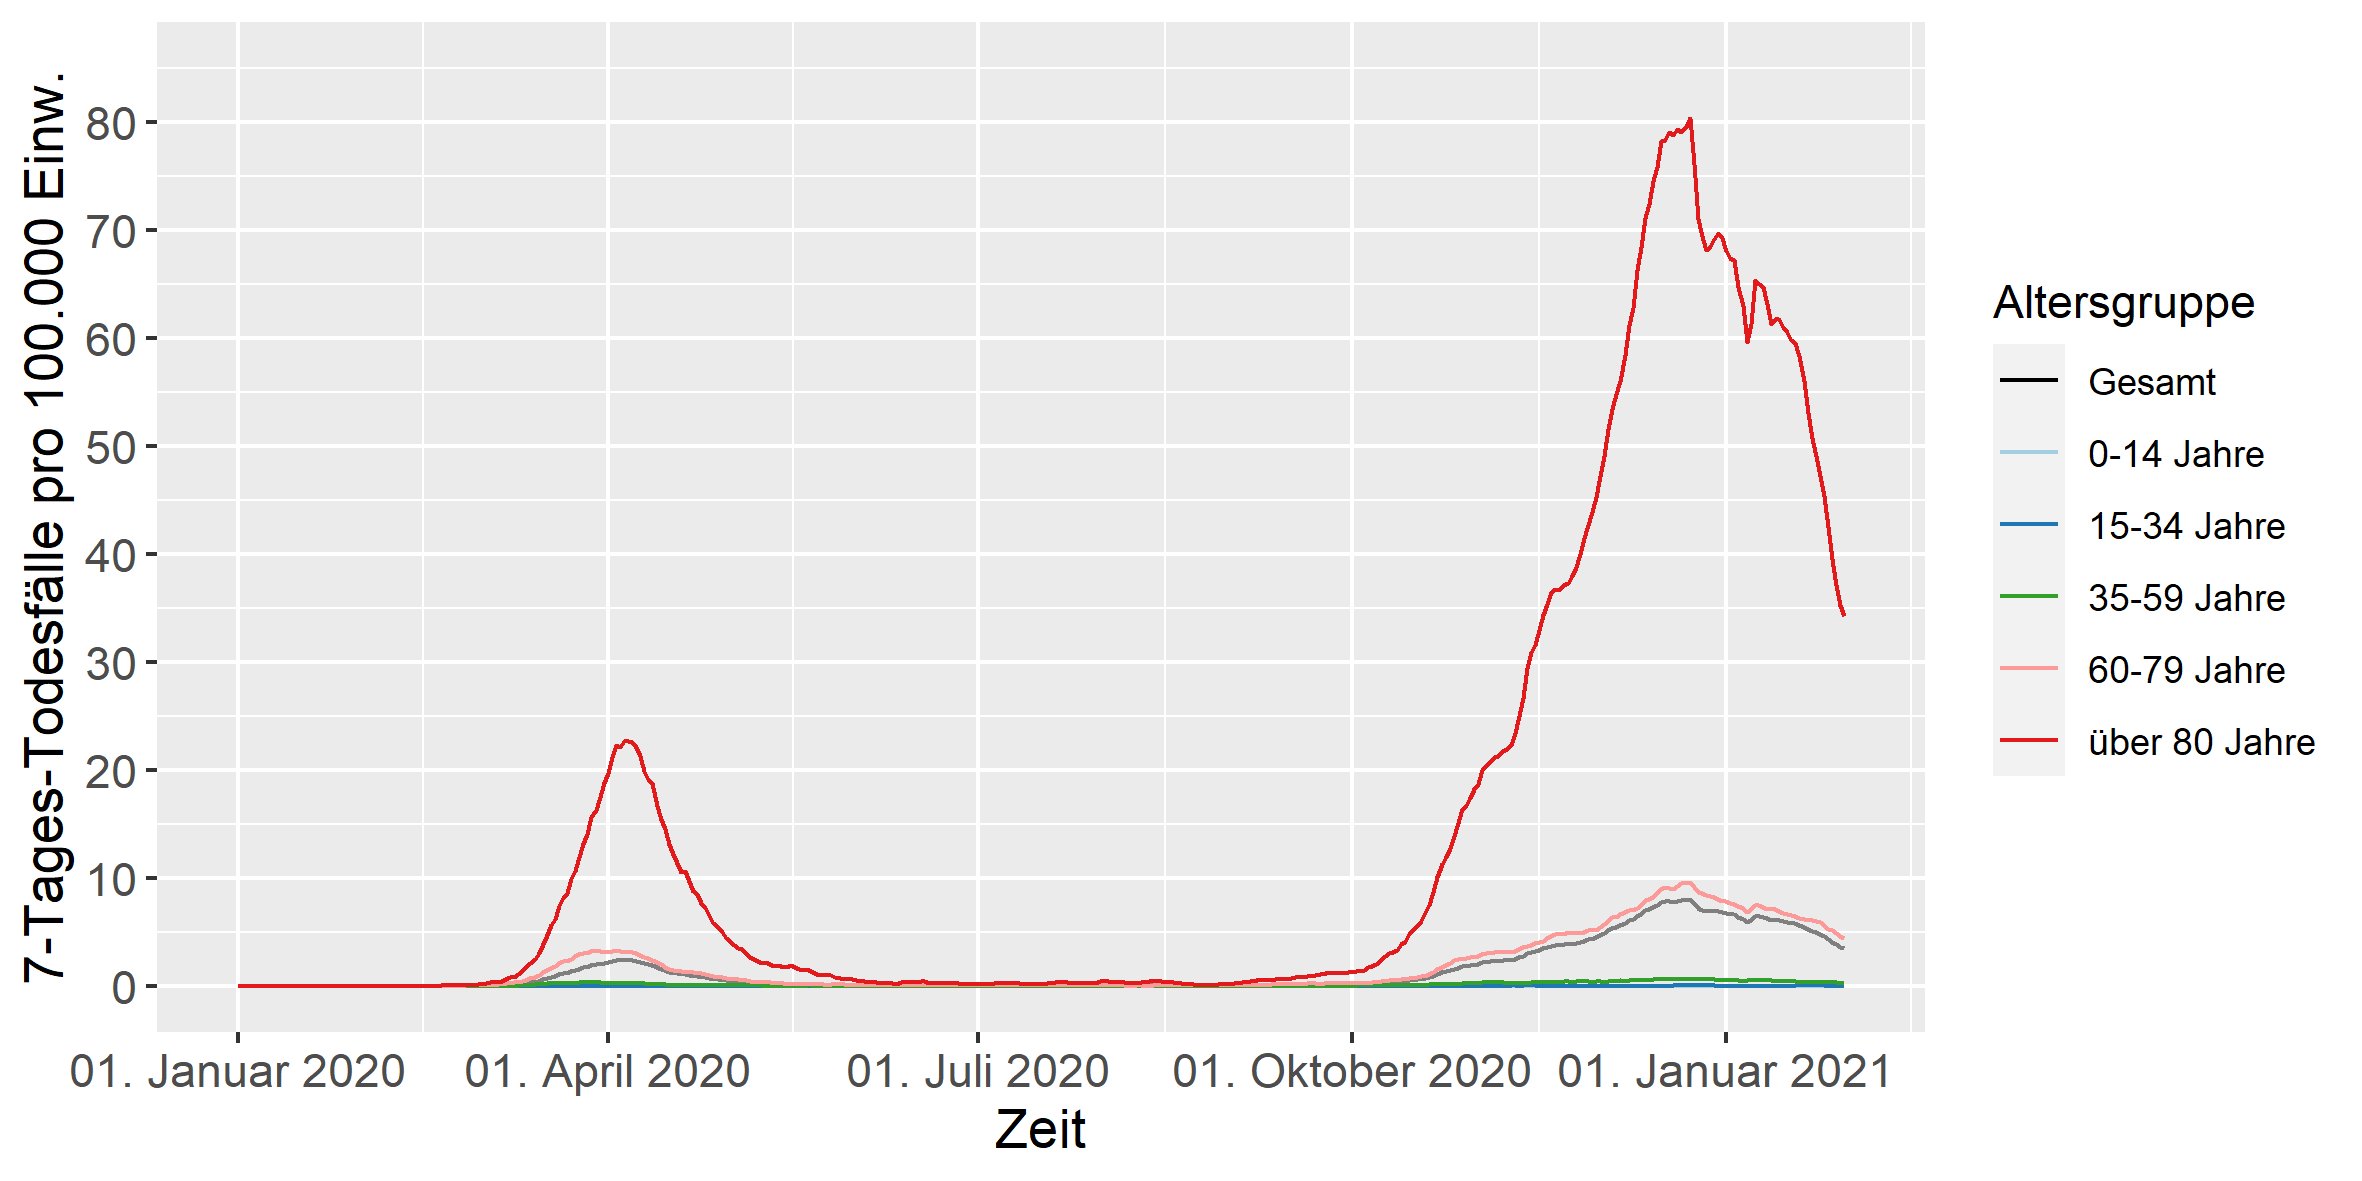 7-Tages-Todesfälle pro 100.000 Einw.
80
70
60
50
40
30
20
10
0
01. Januar 2020
01. April 2020
01. Juli 2020
01. Oktober 2020
01. Januar 2021
Zeit
Altersgruppe
Gesamt
0-14 Jahre
15-34 Jahre
35-59 Jahre
60-79 Jahre
über 80 Jahre